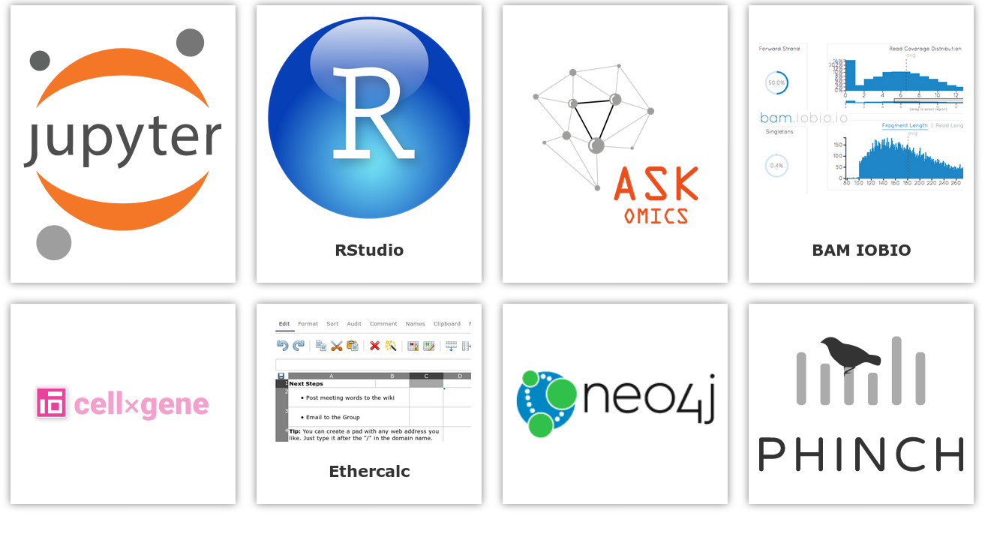 jupyter
R
RStudio
ASK
OMICS
Forward Strand
50.0%
Read Coverage Distribution
avg
16%
0%
0 2 4 6 8 10 12
(drag to select region)
bam.iobio.io
Fragment Length | Read Leng
Singletons
avg
0.4%
150
100
50
0
80 100 120 140 160 180 200 220 240 260
BAM IOBIO
cell×gene
Edit Format Sort Audit Comment Names Clipboard F
A B C D
1 Next Steps
2 • Post meeting words to the wiki
3 • Email to the Group
4 Tip: You can create a pad with any web address you
like. Just type it after the "/" in the domain name.
Ethercalc
neo4j
PHINCH